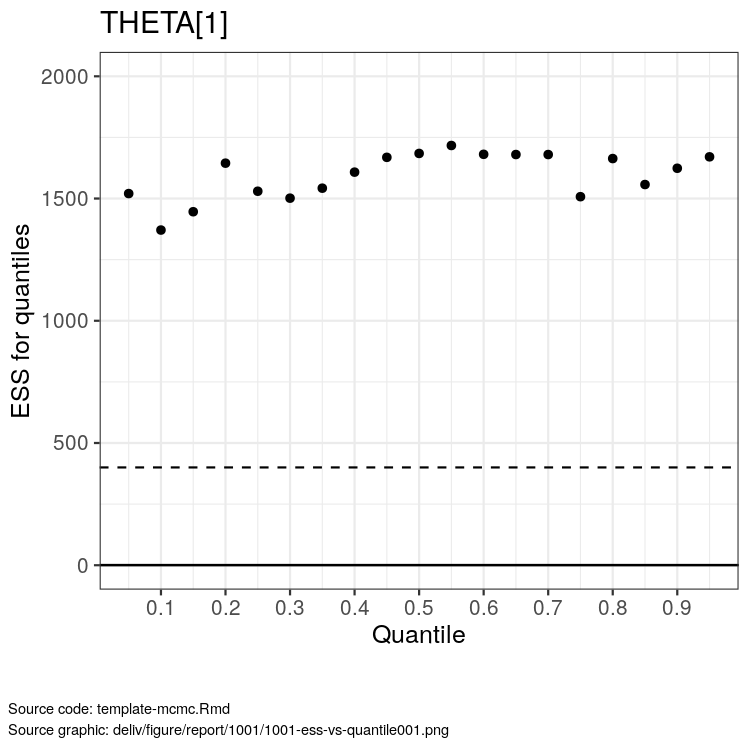 THETA[1]
2000
1500
1000
500
0
ESS for quantiles
0.1 0.2 0.3 0.4 0.5 0.6 0.7 0.8 0.9
Quantile
Source code: template-mcmc.Rmd
Source graphic: deliv/figure/report/1001/1001-ess-vs-quantile001.png